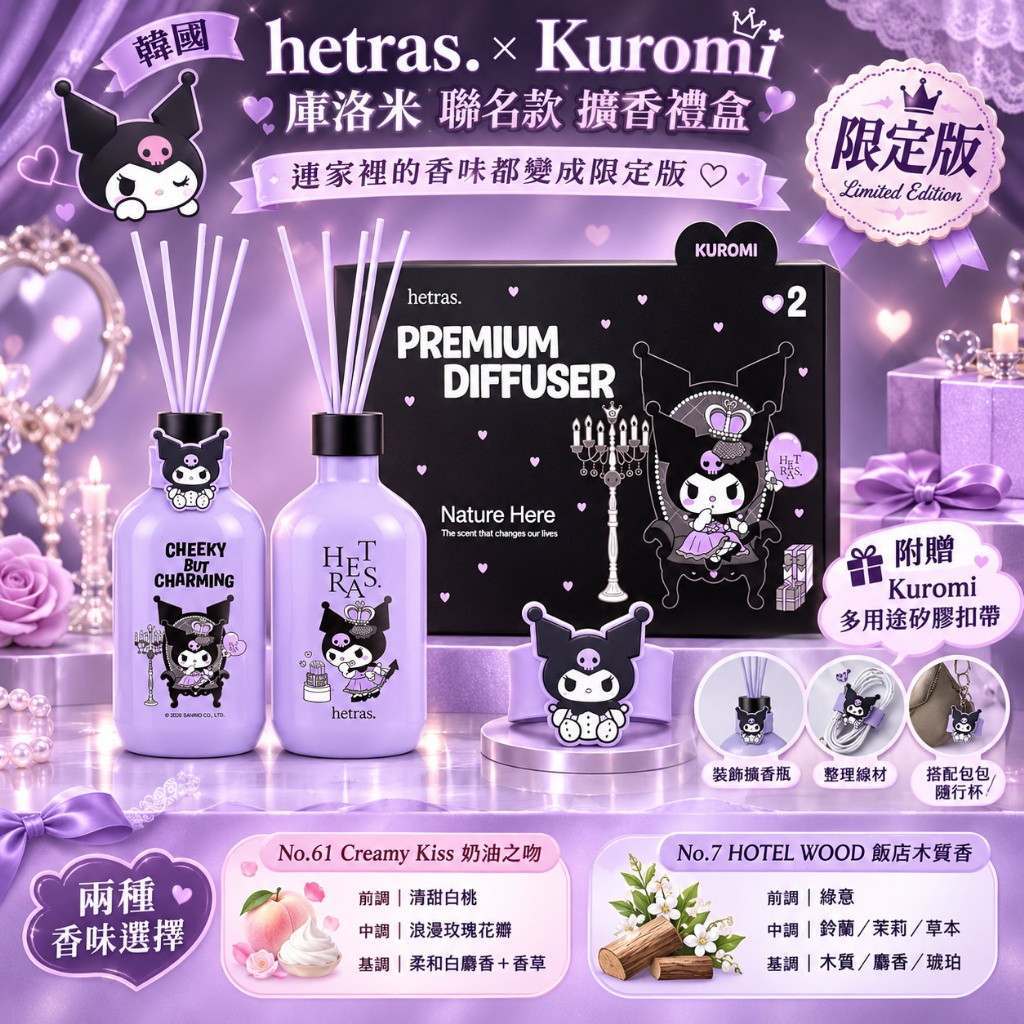 韓國
hetras. × Kuromi
庫洛米 聯名款 擴香禮盒
連家裡的香味都變成限定版♡
限定版
Limited Edition
KUROMI
hetras.
2
PREMIUM
DIFFUSER
HETRAS.
Nature Here
The scent that changes our lives
CHEEKY
BUT
CHARMING
© 2025 SANRIO CO., LTD.
HETRAS.
hetras.
附贈
Kuromi
多用途矽膠扣帶
裝飾擴香瓶
整理線材
搭配包包
隨行杯
兩種
香味選擇
No.61 Creamy Kiss 奶油之吻
前調｜清甜白桃
中調｜浪漫玫瑰花瓣
基調｜柔和白麝香＋香草
No.7 HOTEL WOOD 飯店木質香
前調｜綠意
中調｜鈴蘭／茉莉／草本
基調｜木質／麝香／琥珀